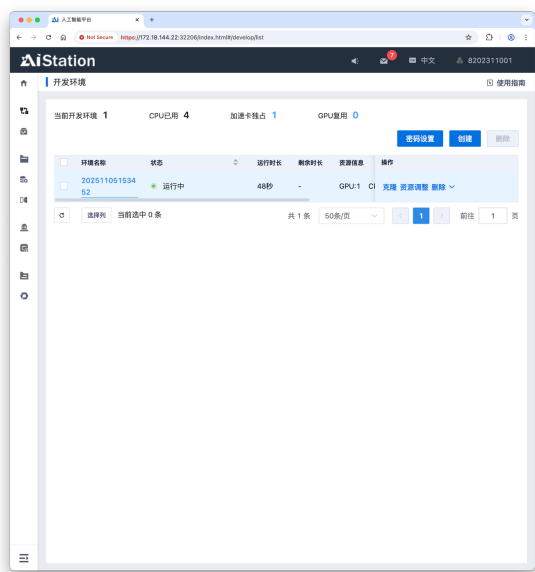 人工智能平台
Not Secure https://172.18.144.22:32206/index.html#/develop/list
AiStation
7
中文
8202311001
开发环境
使用指南
当前开发环境 1 CPU已用 4 加速卡独占 1 GPU复用 0
密码设置 创建 删除
环境名称 状态 运行时长 剩余时长 资源信息 操作
202511051534
52
运行中 48秒 - GPU:1 CI 克隆 资源调整 删除
选择列 当前选中 0 条 共 1 条 50条/页 1 前往 1 页